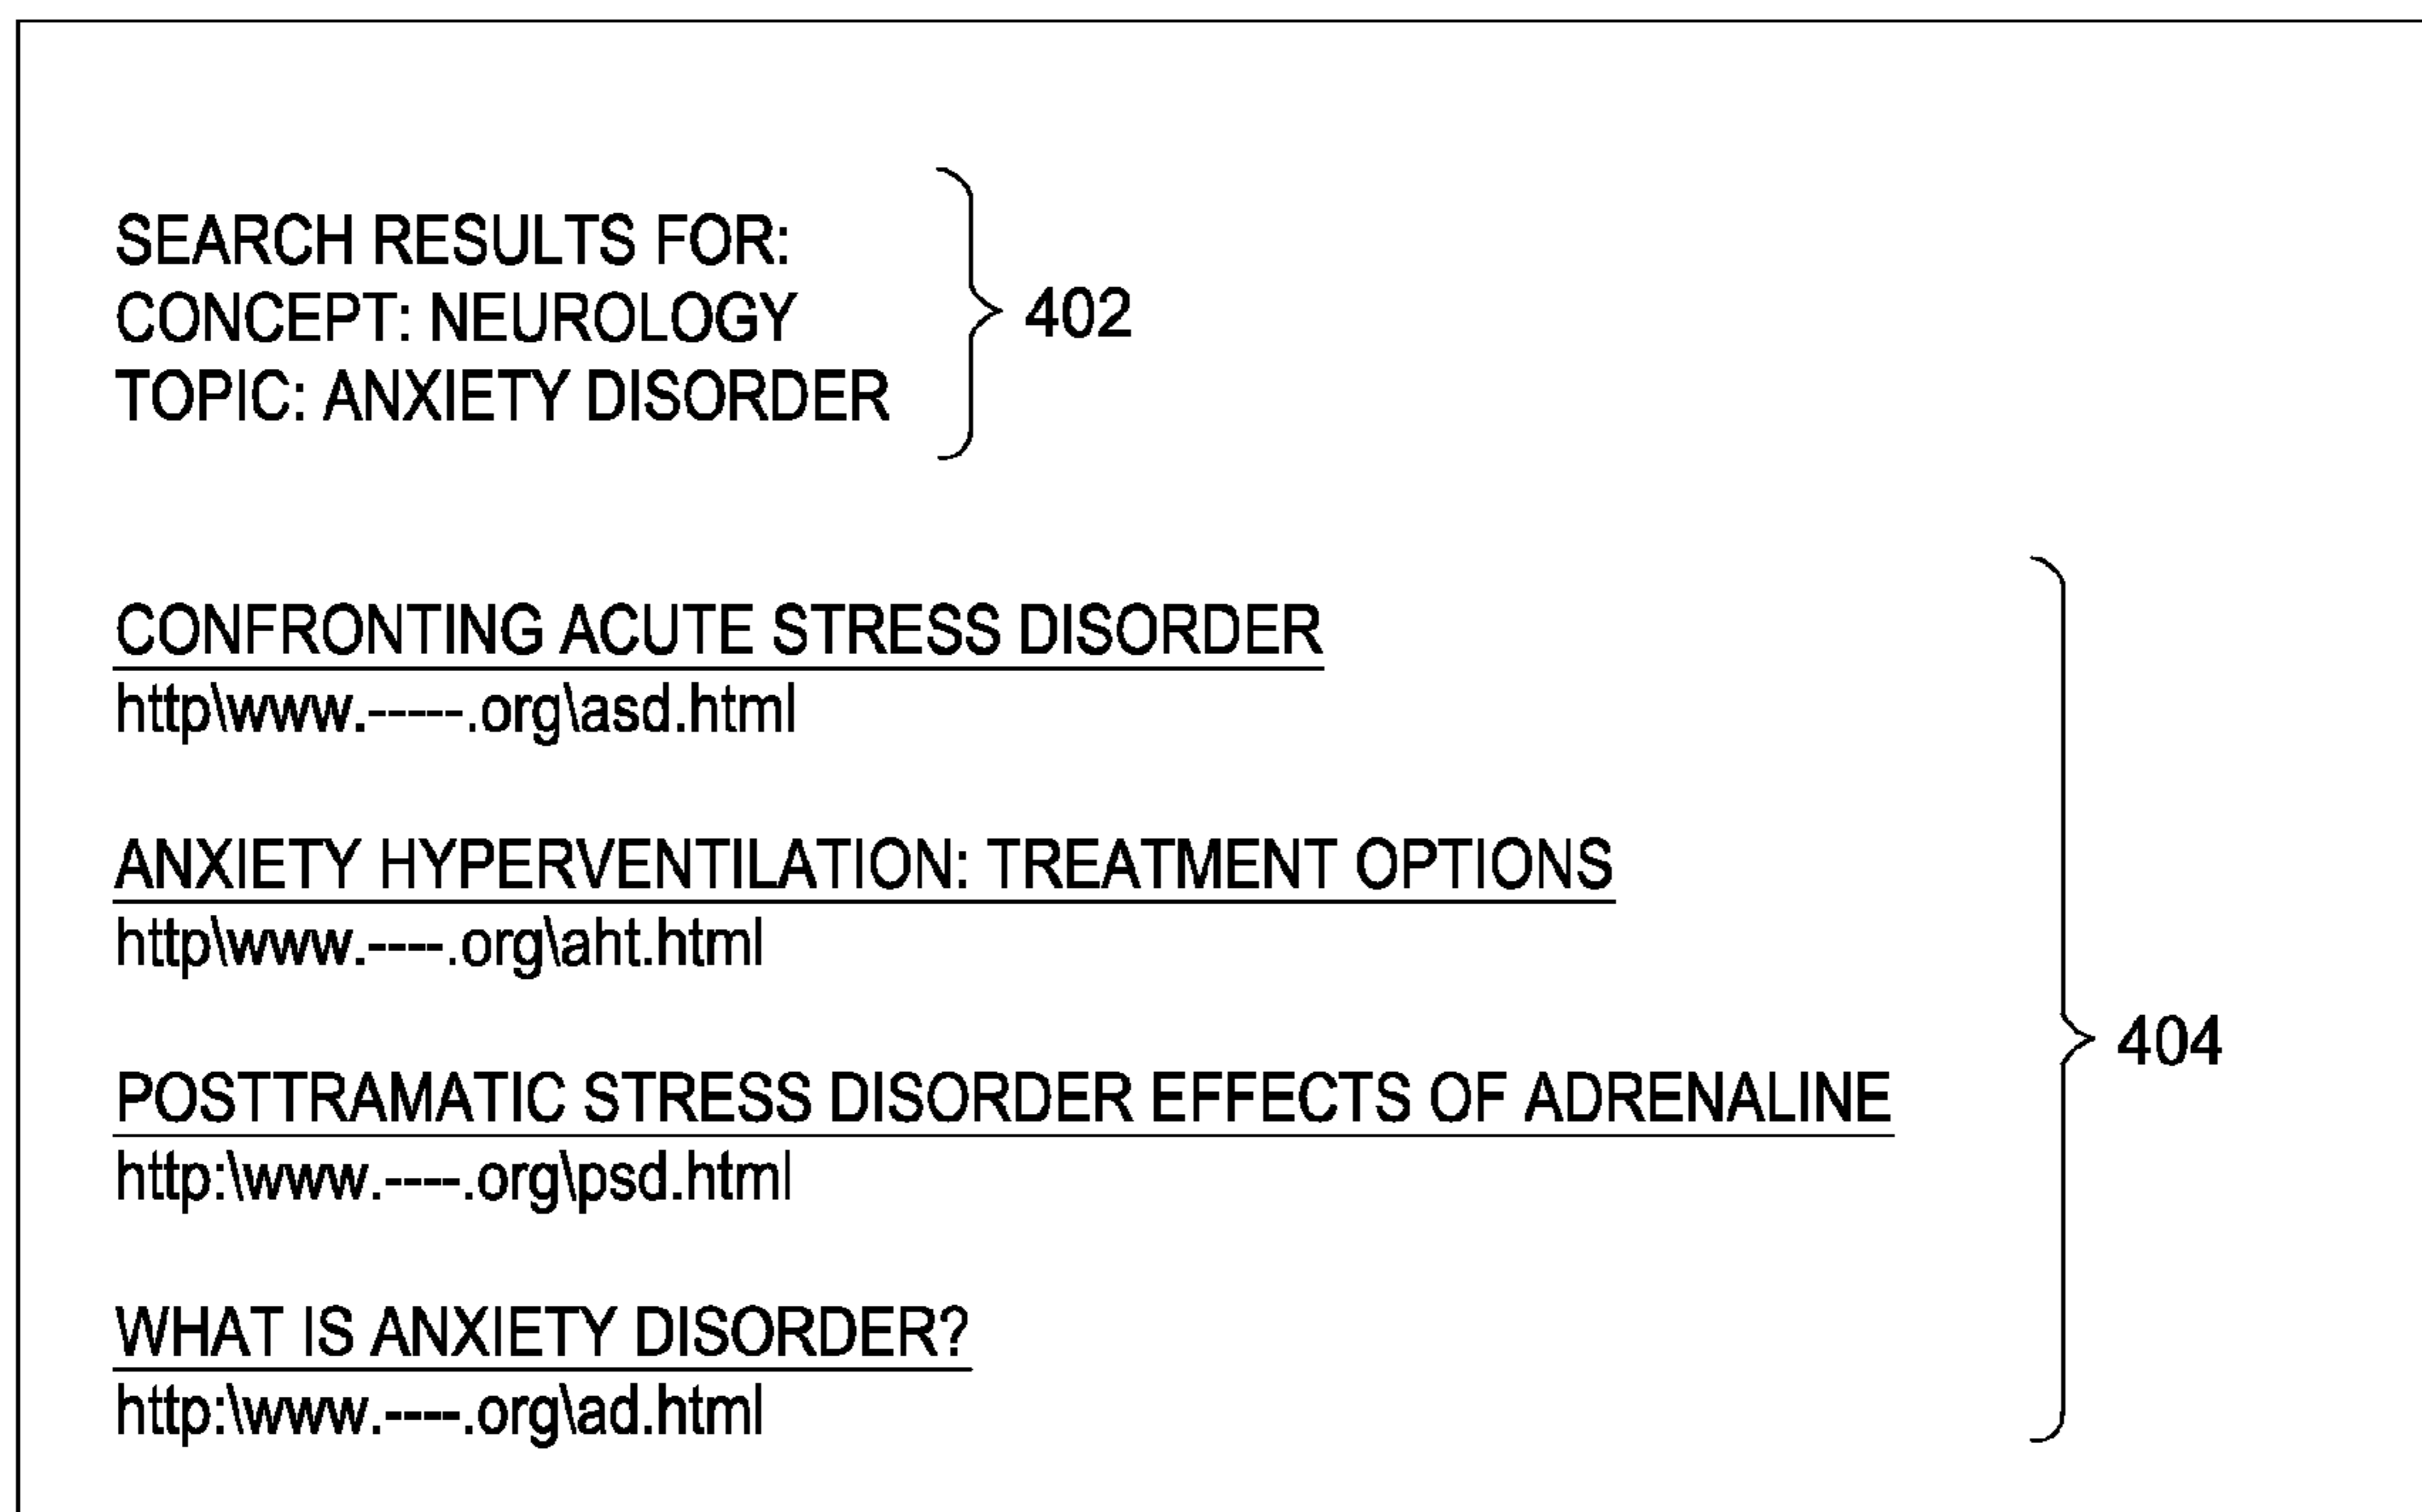 SEARCH RESULTS FOR:
CONCEPT: NEUROLOGY
TOPIC: ANXIETY DISORDER
402
CONFRONTING ACUTE STRESS DISORDER
http\www.-----.org\asd.html
ANXIETY HYPERVENTILATION: TREATMENT OPTIONS
http\www.----.org\aht.html
POSTTRAMATIC STRESS DISORDER EFFECTS OF ADRENALINE
http:\www.----.org\psd.html
404
WHAT IS ANXIETY DISORDER?
http:\www.----.org\ad.html